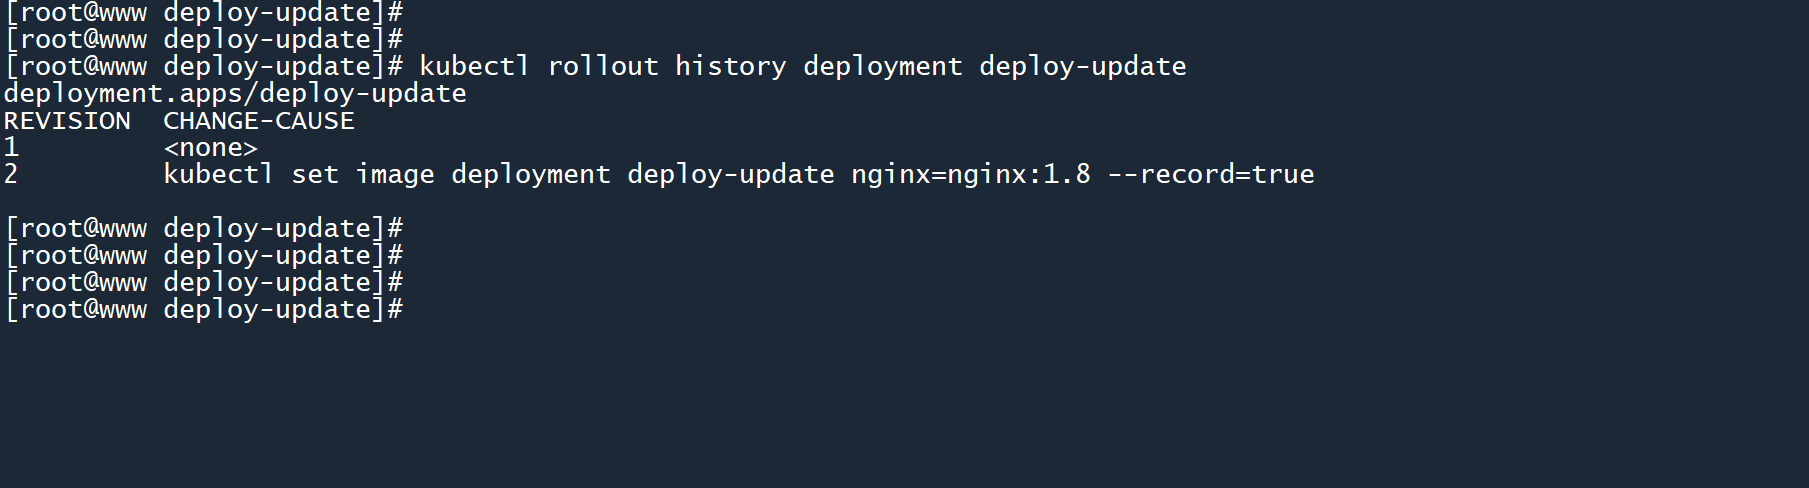 [root@www deploy-update]#
[root@www deploy-update]#
[root@www deploy-update]# kubectl rollout history deployment deploy-update
deployment.apps/deploy-update
REVISION  CHANGE-CAUSE
1         <none>
2         kubectl set image deployment deploy-update nginx=nginx:1.8 --record=true
[root@www deploy-update]#
[root@www deploy-update]#
[root@www deploy-update]#
[root@www deploy-update]#